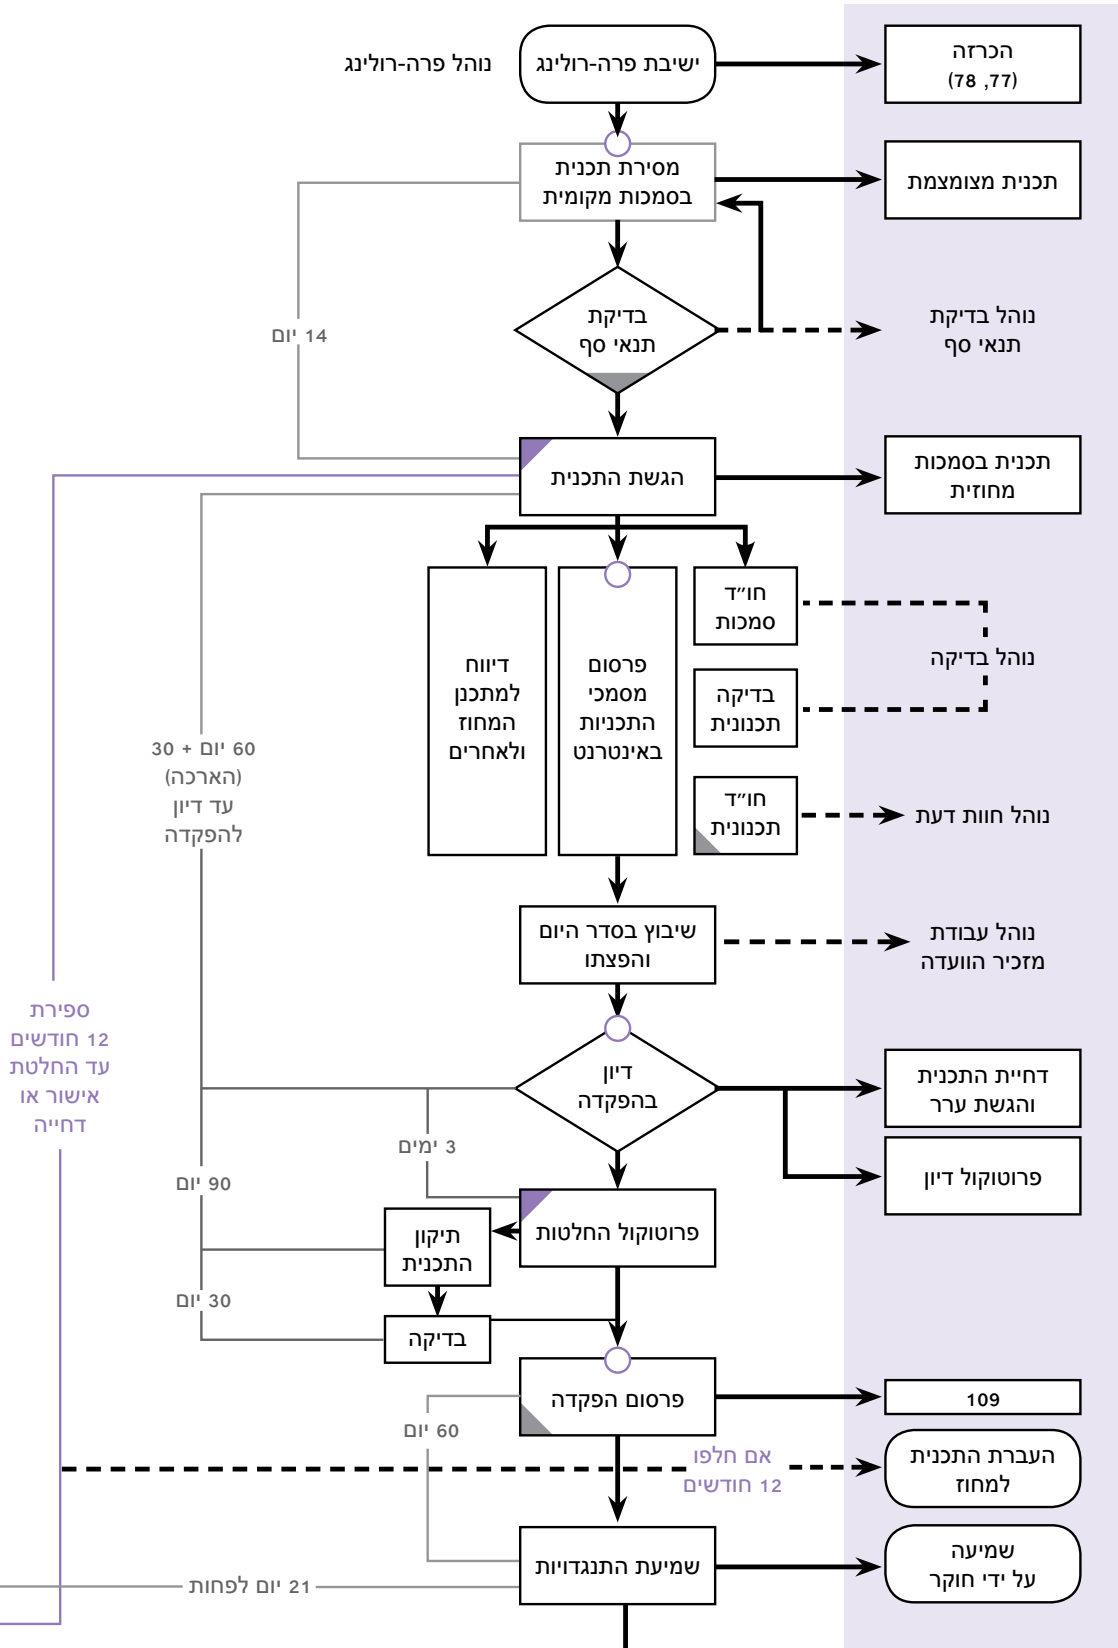 נוהל פרה-רולינג
ישיבת פרה-רולינג
הכרזה
(77, 78)
מסירת תכנית
בסמכות מקומית
תכנית מצומצמת
14 יום
בדיקת
תנאי סף
נוהל בדיקת
תנאי סף
הגשת התכנית
תכנית בסמכות
מחוזית
חו״ד
סמכות
פרסום
מסמכי
התכניות
באינטרנט
דיווח
למתכנן
המחוז
ולאחרים
נוהל בדיקה
בדיקה
תכנונית
60 יום + 30
(הארכה)
עד דיון
להפקדה
חו״ד
תכנונית
נוהל חוות דעת
שיבוץ בסדר היום
והפצתו
נוהל עבודת
מזכיר הוועדה
ספירת
12 חודשים
עד החלטת
אישור או
דחייה
דיון
בהפקדה
דחיית התכנית
והגשת ערר
3 ימים
פרוטוקול דיון
90 יום
פרוטוקול החלטות
תיקון
התכנית
30 יום
בדיקה
פרסום הפקדה
109
60 יום
אם חלפו
12 חודשים
העברת התכנית
למחוז
שמיעת התנגדויות
שמיעה
על ידי חוקר
21 יום לפחות